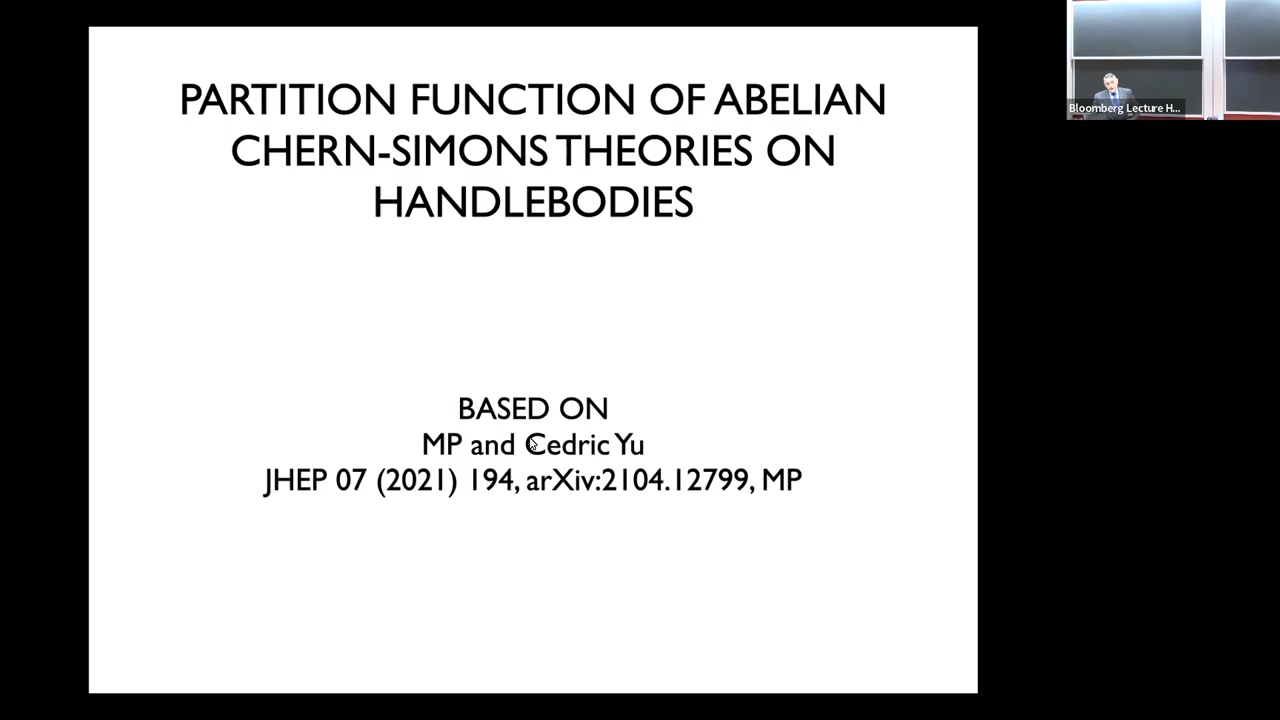 PARTITION FUNCTION OF ABELIAN
CHERN-SIMONS THEORIES ON
HANDLEBODIES
BASED ON
MP and Cedric Yu
JHEP 07 (2021) 194, arXiv:2104.12799, MP
Bloomberg Lecture H...